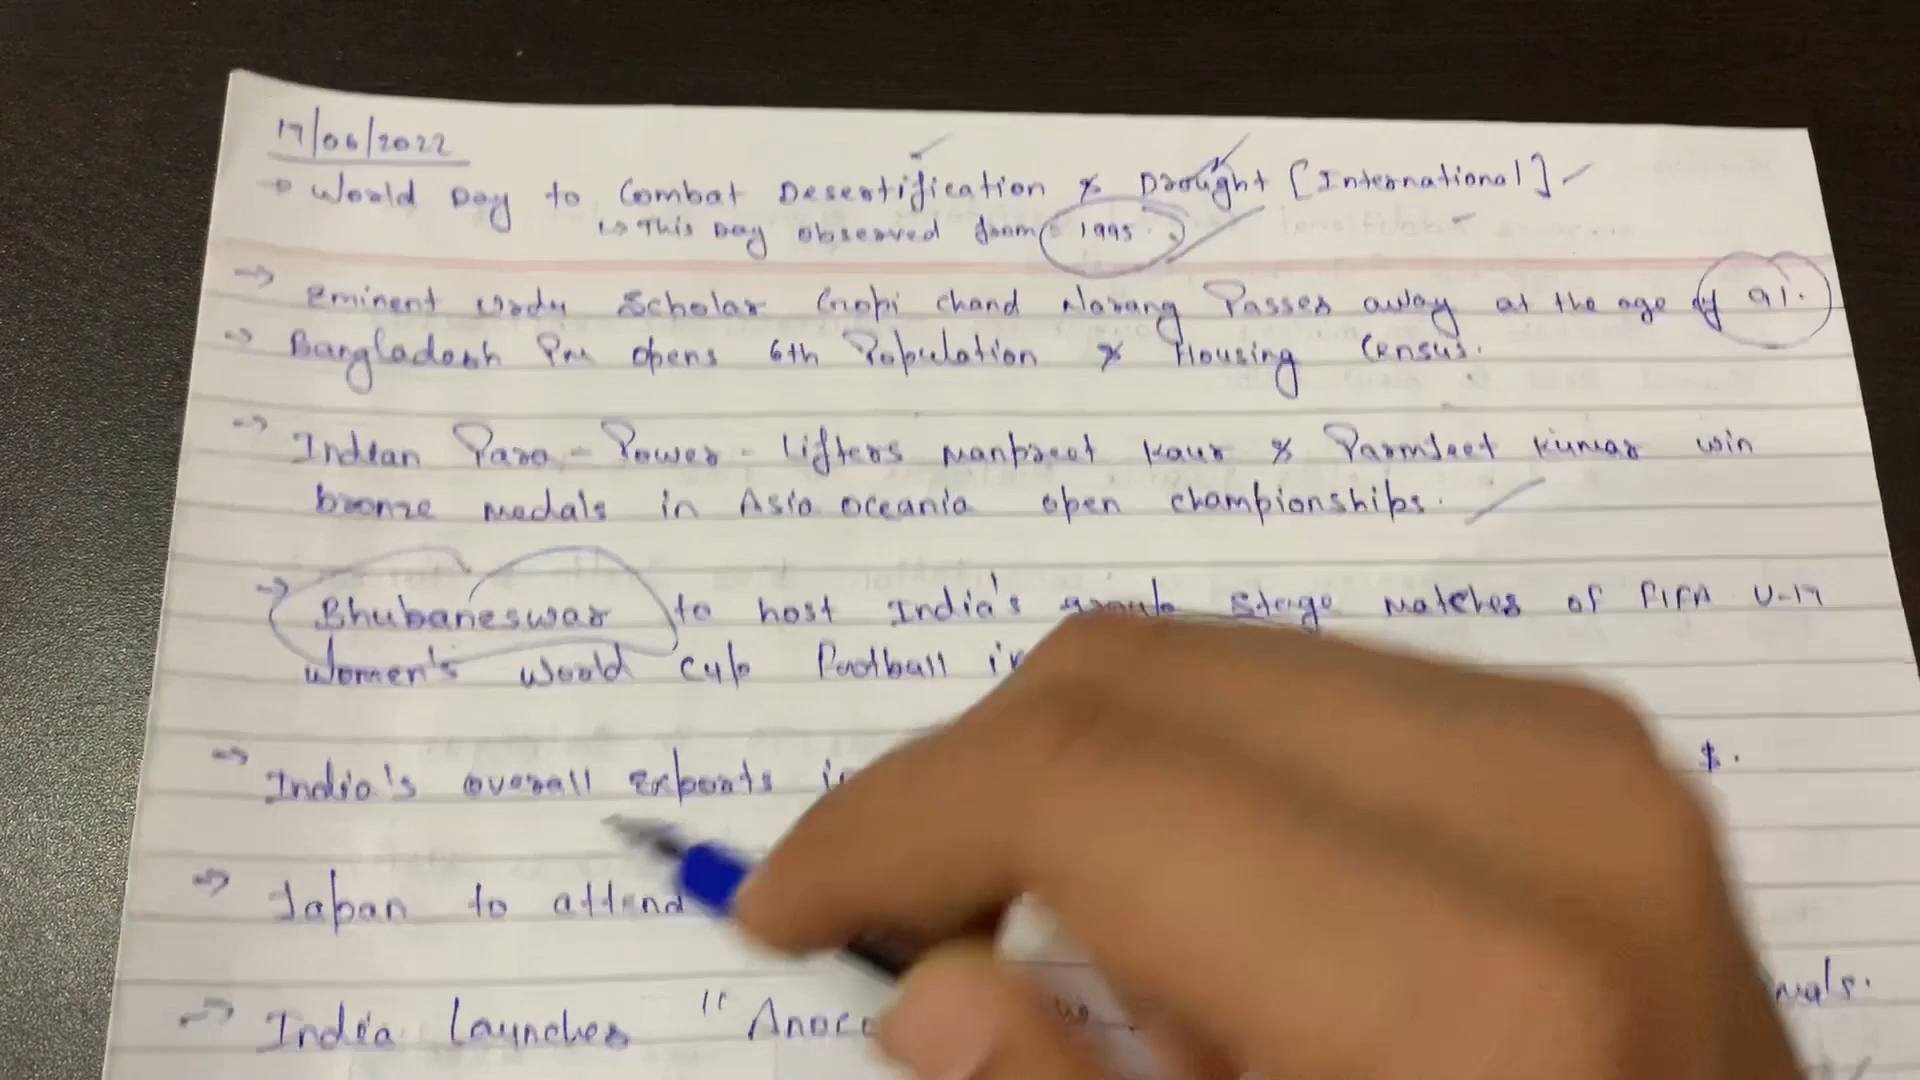 17/06/2022
→ World Day to Combat Desertification & Drought [International]
↳ This Day observed from 1995.
→ Eminent Urdu Scholar Gopi Chand Narang Passes away at the age of 91.
→ Bangladesh PM opens 6th Population & Housing Census.
→ Indian Para-Power-lifters Manpreet Kaur & Parmjeet Kumar win
bronze medals in Asia Oceania open championships.
→ Bhubaneswar to host India's group stage matches of FIFA U-17
women's world cup Football
→ India's overall Exports $.
→ Japan to attend
→ India launches "Anoco